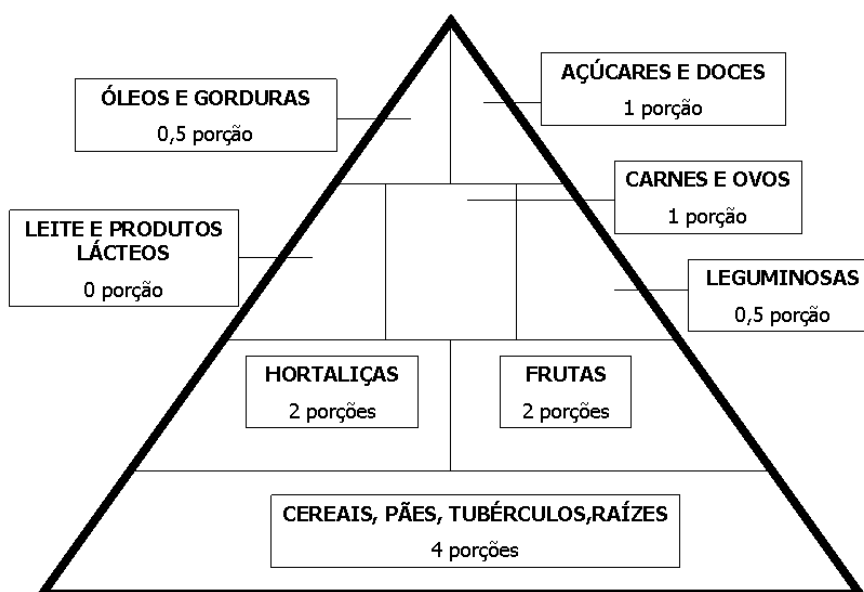 ÓLEOS E GORDURAS
0,5 porção
AÇÚCARES E DOCES
1 porção
CARNES E OVOS
1 porção
LEITE E PRODUTOS
LÁCTEOS
0 porção
LEGUMINOSAS
0,5 porção
HORTALIÇAS
2 porções
FRUTAS
2 porções
CEREAIS, PÃES, TUBÉRCULOS,RAÍZES
4 porções